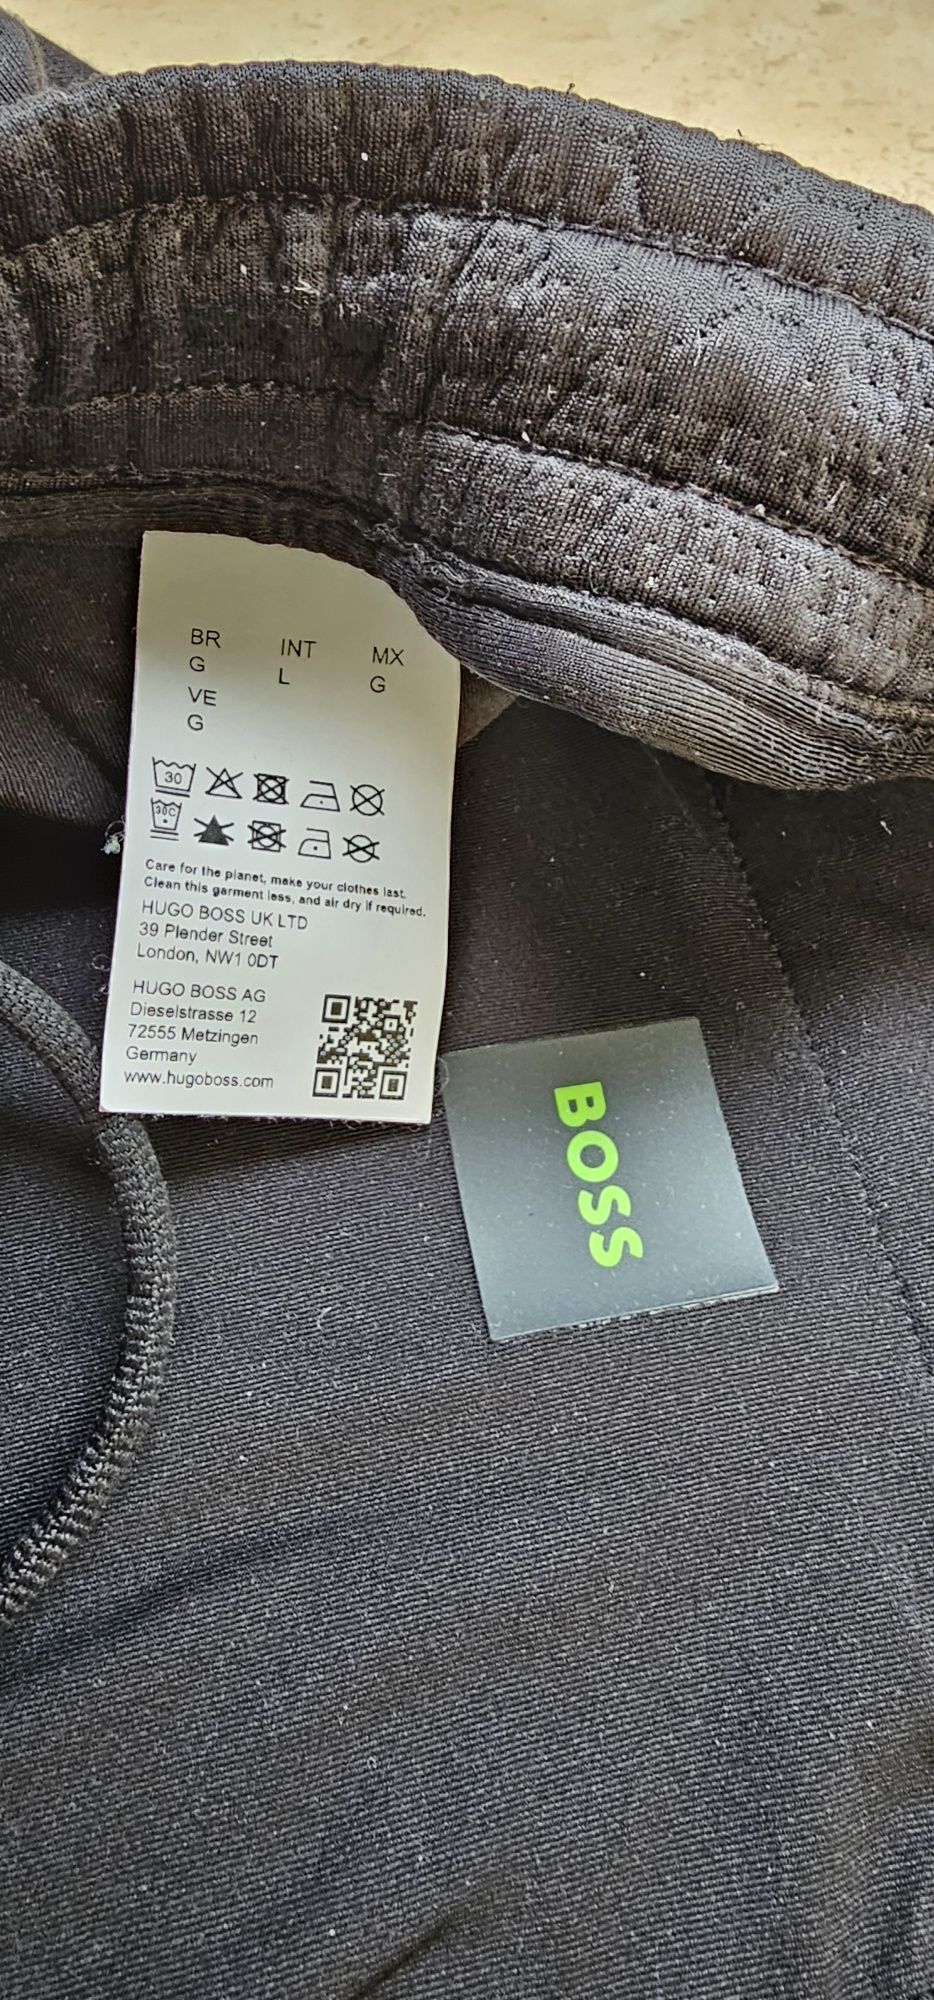 BR INT MX
G L G
VE
G
30
30C
Care for the planet, make your clothes last.
Clean this garment less, and air dry if required.
HUGO BOSS UK LTD
39 Plender Street
London, NW1 0DT
HUGO BOSS AG
Dieselstrasse 12
72555 Metzingen
Germany
www.hugoboss.com
BOSS